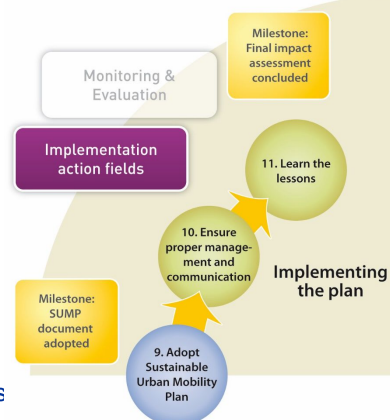 Milestone:
Final impact
assessment
concluded
Monitoring &
Evaluation
Implementation
action fields
11. Learn the
lessons
10. Ensure
proper manage-
ment and
communication
Implementing
the plan
Milestone:
SUMP
document
adopted
9. Adopt
Sustainable
Urban Mobility
Plan
s